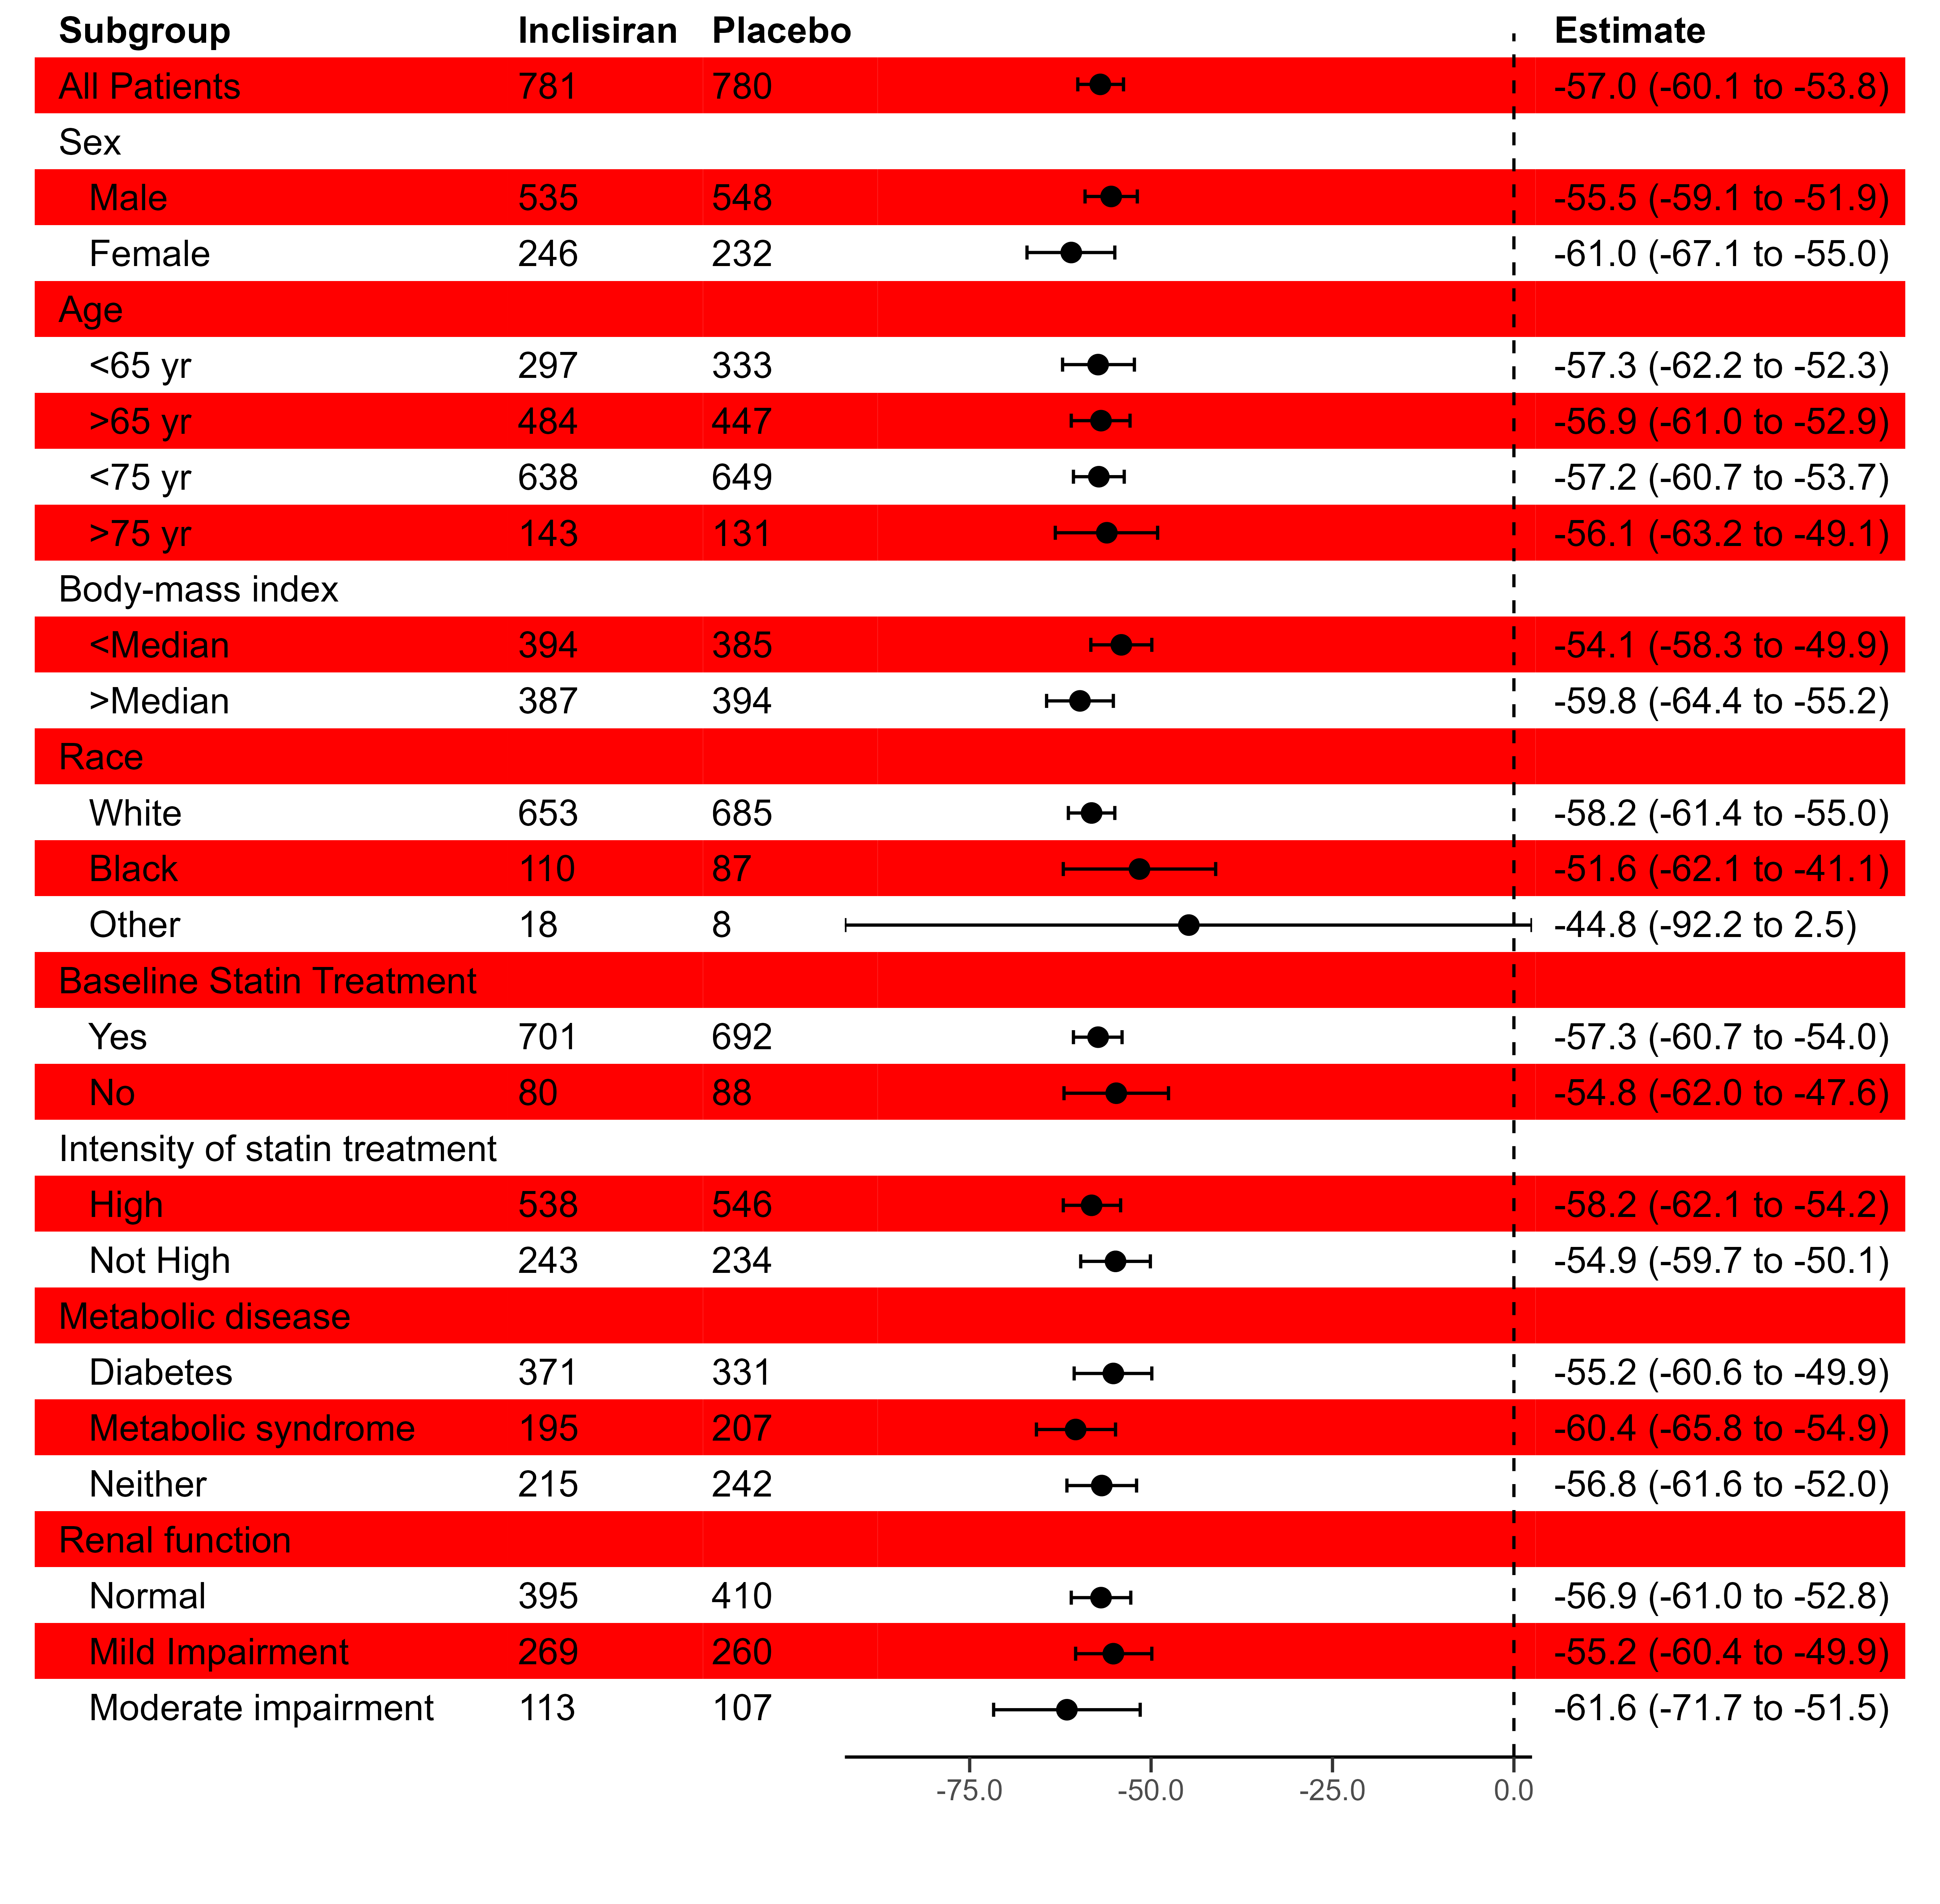 Subgroup Inclisiran Placebo Estimate
All Patients 781 780 -57.0 (-60.1 to -53.8)
Sex
Male 535 548 -55.5 (-59.1 to -51.9)
Female 246 232 -61.0 (-67.1 to -55.0)
Age
<65 yr 297 333 -57.3 (-62.2 to -52.3)
>65 yr 484 447 -56.9 (-61.0 to -52.9)
<75 yr 638 649 -57.2 (-60.7 to -53.7)
>75 yr 143 131 -56.1 (-63.2 to -49.1)
Body-mass index
<Median 394 385 -54.1 (-58.3 to -49.9)
>Median 387 394 -59.8 (-64.4 to -55.2)
Race
White 653 685 -58.2 (-61.4 to -55.0)
Black 110 87 -51.6 (-62.1 to -41.1)
Other 18 8 -44.8 (-92.2 to 2.5)
Baseline Statin Treatment
Yes 701 692 -57.3 (-60.7 to -54.0)
No 80 88 -54.8 (-62.0 to -47.6)
Intensity of statin treatment
High 538 546 -58.2 (-62.1 to -54.2)
Not High 243 234 -54.9 (-59.7 to -50.1)
Metabolic disease
Diabetes 371 331 -55.2 (-60.6 to -49.9)
Metabolic syndrome 195 207 -60.4 (-65.8 to -54.9)
Neither 215 242 -56.8 (-61.6 to -52.0)
Renal function
Normal 395 410 -56.9 (-61.0 to -52.8)
Mild Impairment 269 260 -55.2 (-60.4 to -49.9)
Moderate impairment 113 107 -61.6 (-71.7 to -51.5)
-75.0 -50.0 -25.0 0.0